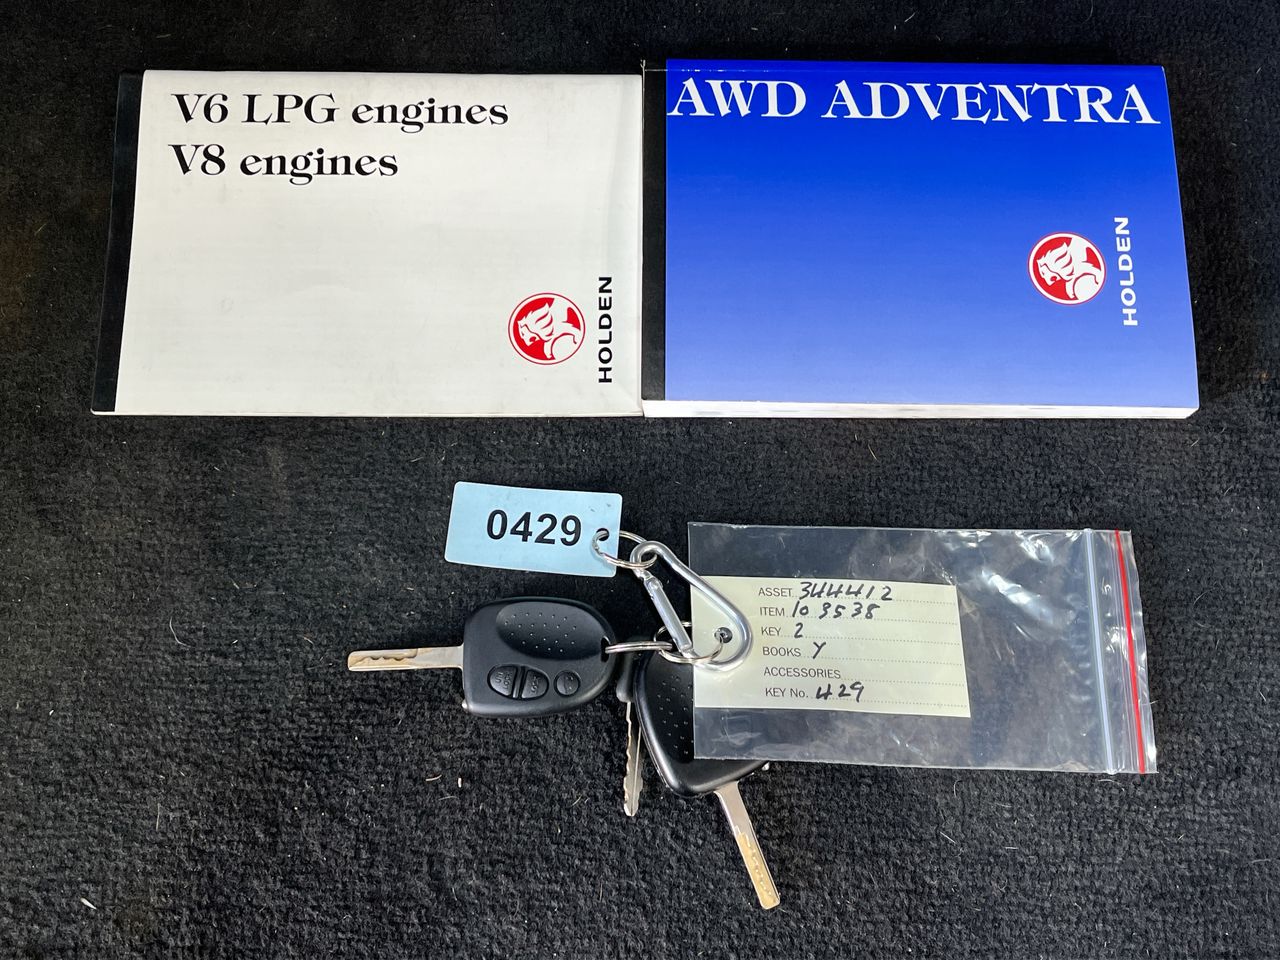 V6 LPG engines
V8 engines
HOLDEN
AWD ADVENTRA
HOLDEN
0429
ASSET 344412
ITEM 103538
KEY 2
BOOKS Y
ACCESSORIES
KEY No. 429